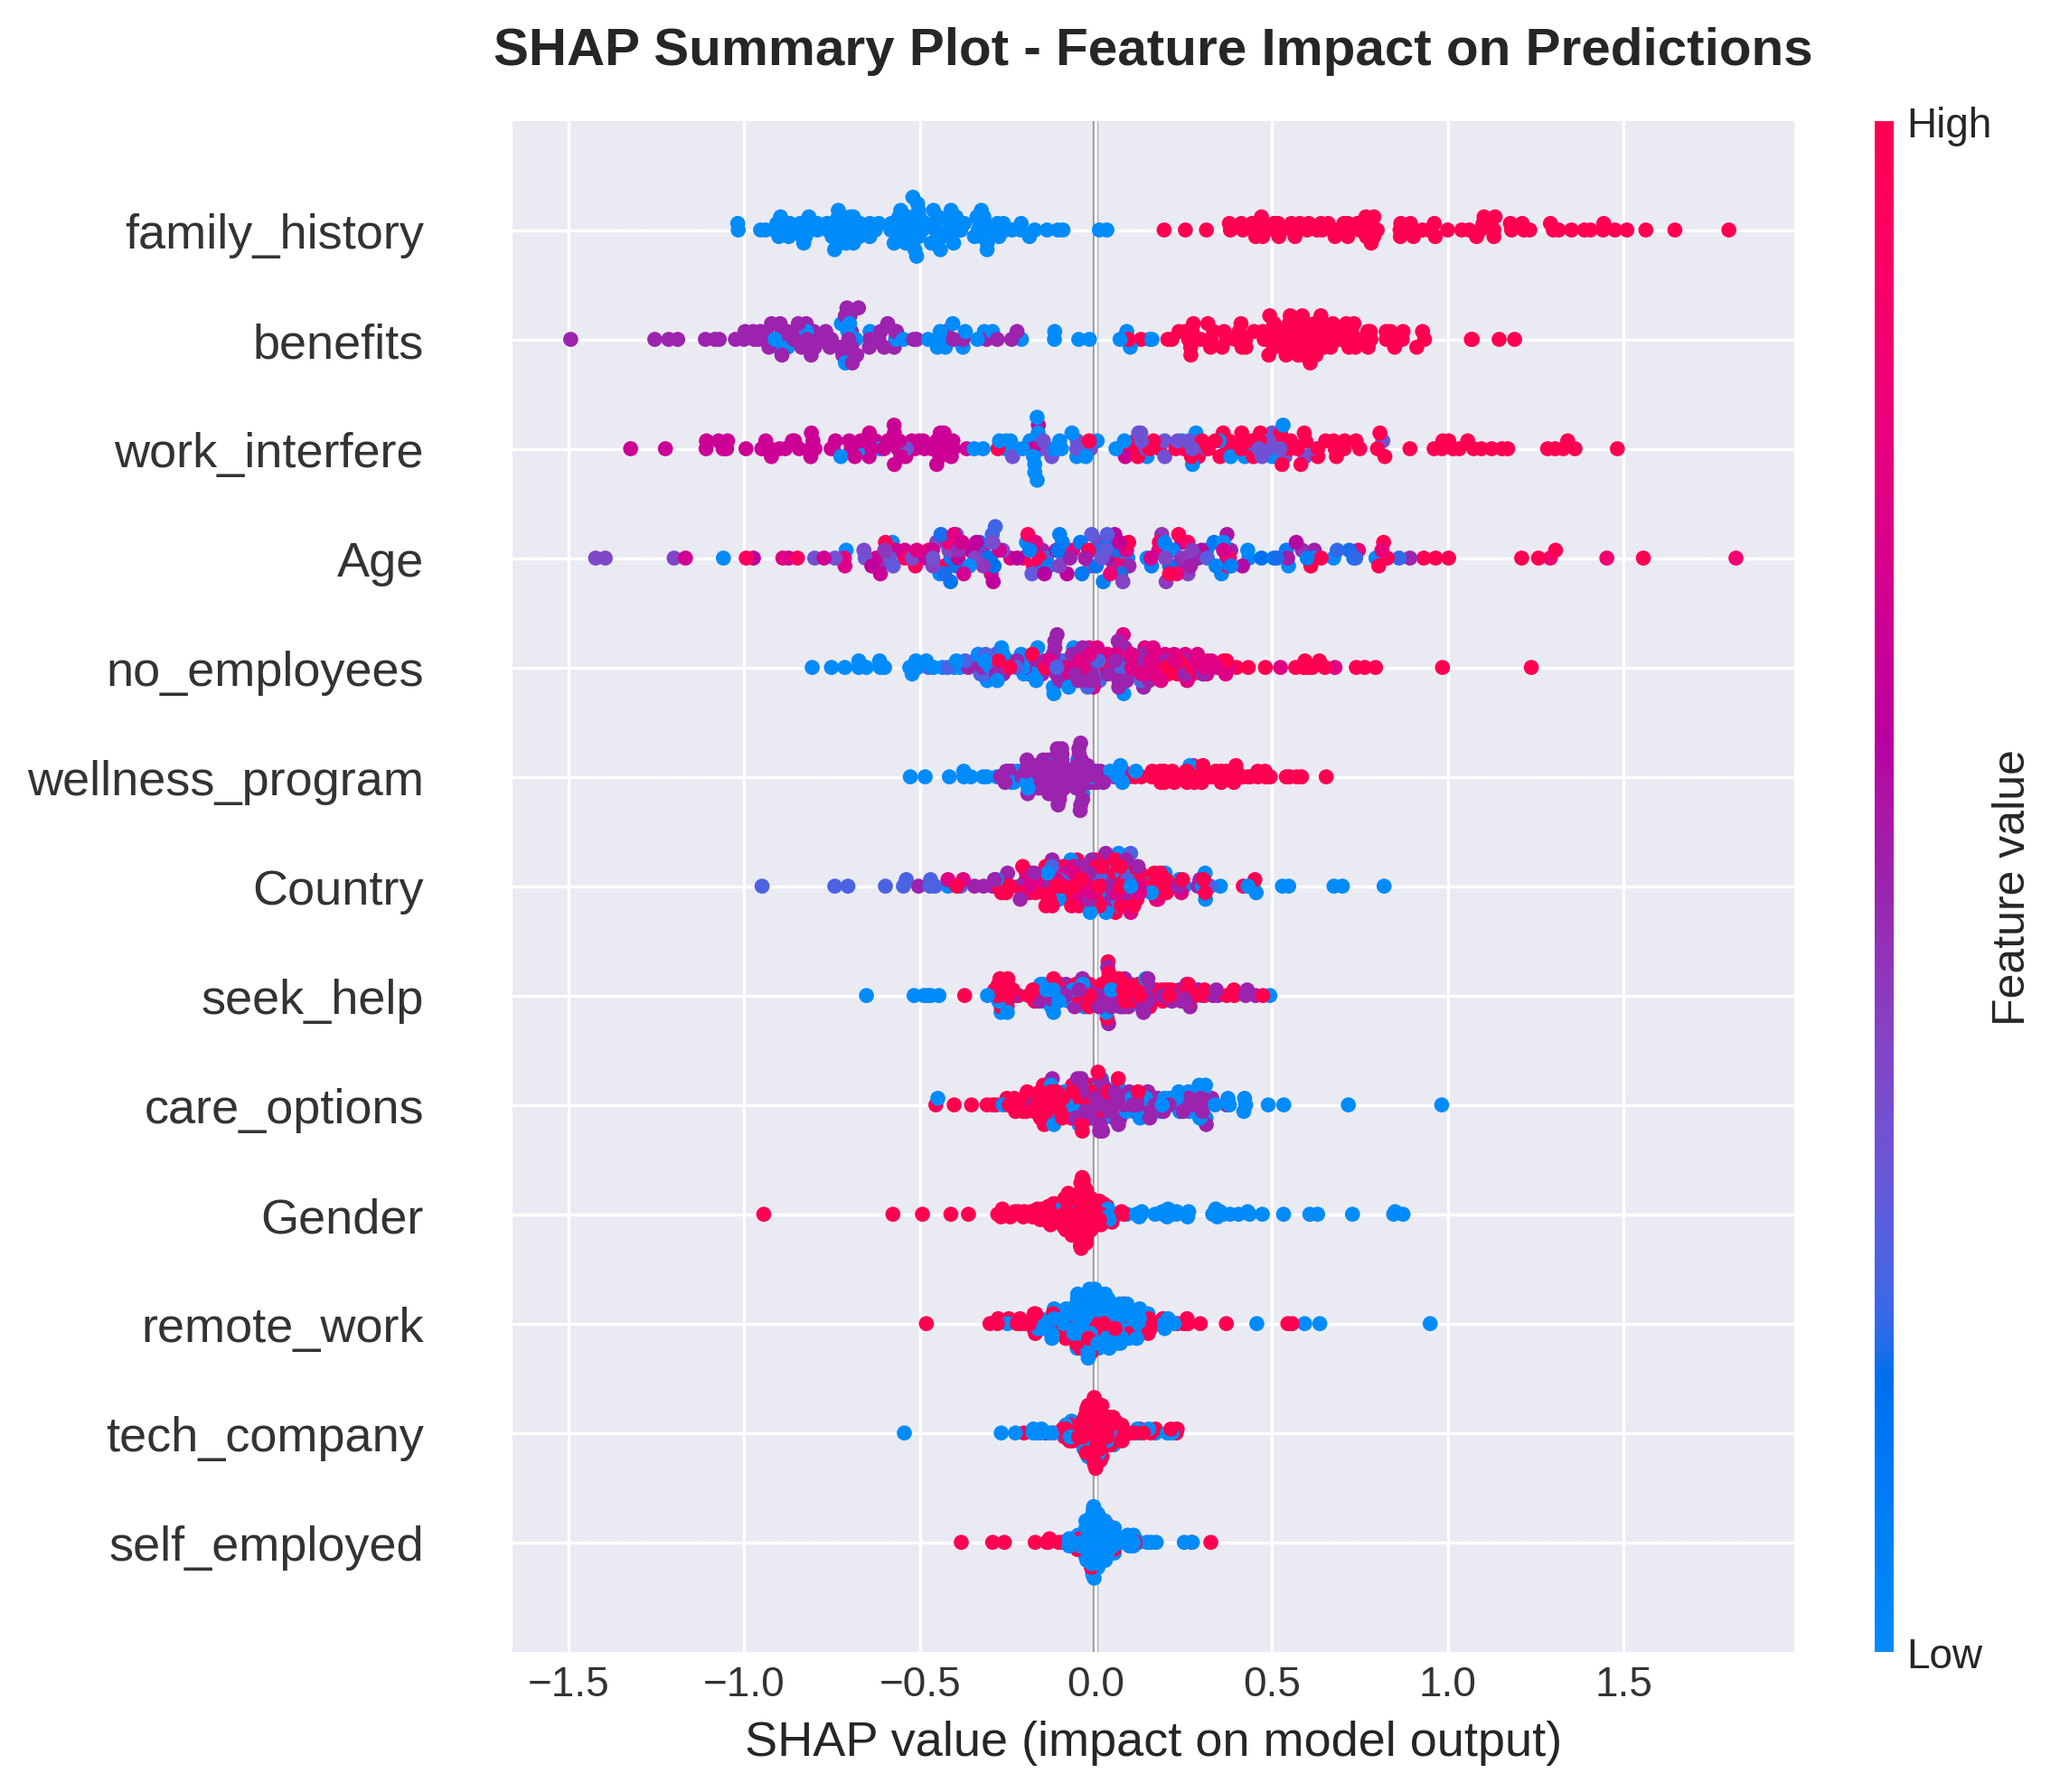 SHAP Summary Plot - Feature Impact on Predictions
High
family_history
benefits
work_interfere
Age
no_employees
wellness_program
Country
seek_help
care_options
Gender
remote_work
tech_company
self_employed
Feature value
Low
−1.5 −1.0 −0.5 0.0 0.5 1.0 1.5
SHAP value (impact on model output)